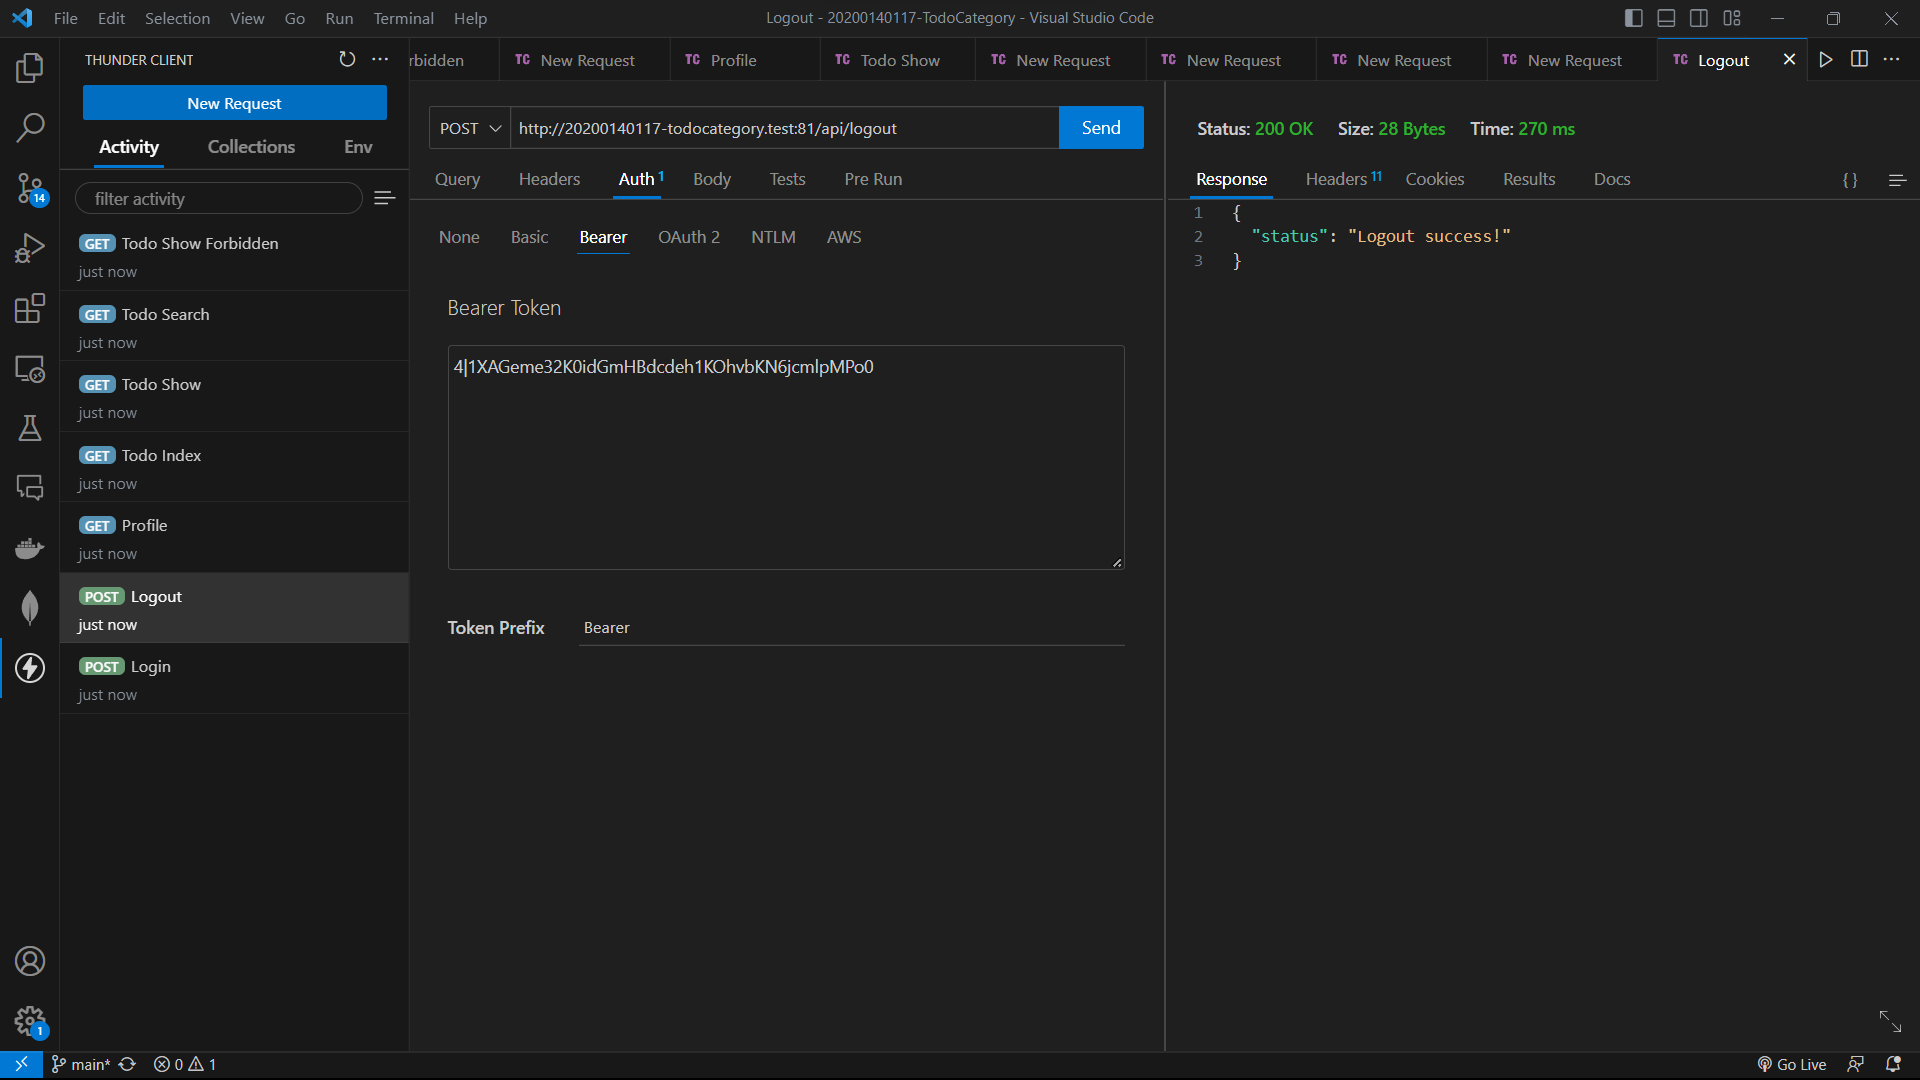 File Edit Selection View Go Run Terminal Help
Logout - 20200140117-TodoCategory - Visual Studio Code
THUNDER CLIENT
rbidden
TC New Request
TC Profile
TC Todo Show
TC New Request
TC New Request
TC New Request
TC New Request
TC Logout
New Request
Activity Collections Env
filter activity
GET Todo Show Forbidden
just now
GET Todo Search
just now
GET Todo Show
just now
GET Todo Index
just now
GET Profile
just now
POST Logout
just now
POST Login
just now
14
1
POST http://20200140117-todocategory.test:81/api/logout Send
Query Headers Auth 1 Body Tests Pre Run
None Basic Bearer OAuth 2 NTLM AWS
Bearer Token
4|1XAGeme32K0idGmHBdcdeh1KOhvbKN6jcmlpMPo0
Token Prefix Bearer
Status: 200 OK Size: 28 Bytes Time: 270 ms
Response Headers 11 Cookies Results Docs {}
1 {
2 "status": "Logout success!"
3 }
main* 0 1
Go Live